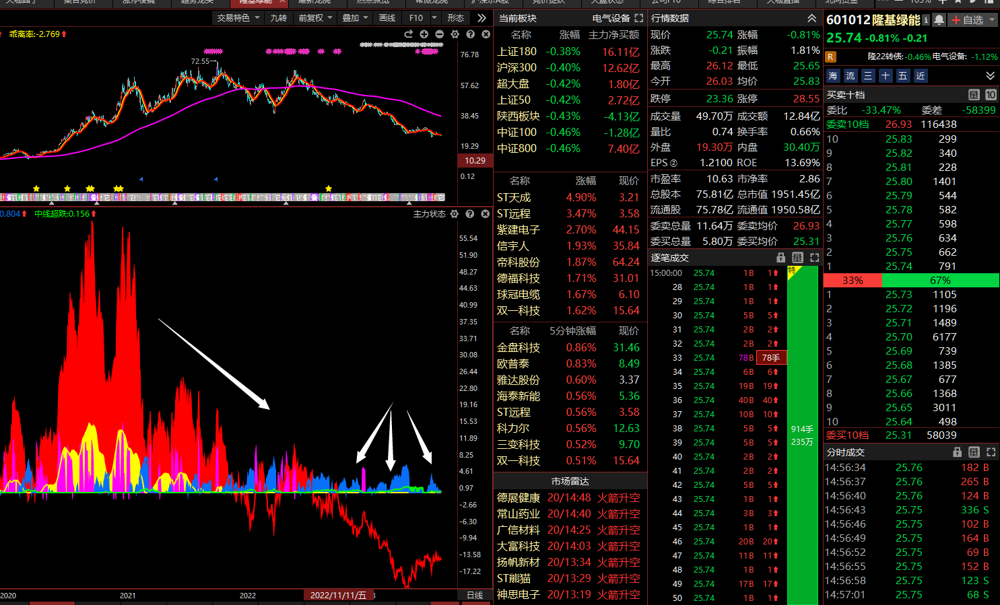 隆基绿能
交易特色 九转 前复权 叠加 画线 F10 形态
乖离率:-2.769
72.55→
76.78
57.62
38.45
19.29
10.29
0.12
0.804 中线超跌:0.156 主力状态
55.54
51.90
48.27
44.63
40.99
37.35
33.71
30.08
26.44
22.80
19.16
15.53
11.89
8.25
4.61
0.97
-2.66
-6.30
-9.94
-13.58
-17.22
2020 2021 2022 2022/11/11/五 日线
当前板块 电气设备
名称 涨幅 主力净买额
上证180 -0.38% 16.11亿
沪深300 -0.40% 12.62亿
超大盘 -0.42% 1.80亿
上证50 -0.42% 2.72亿
陕西板块 -0.43% -4.13亿
中证100 -0.46% -1.28亿
中证800 -0.46% 7.40亿
名称 涨幅 现价
ST天成 4.90% 3.21
ST远程 3.47% 3.58
紫建电子 2.70% 44.15
信宇人 1.93% 35.84
帝科股份 1.87% 64.24
德福科技 1.71% 31.01
球冠电缆 1.67% 6.10
双一科技 1.62% 15.64
名称 5分钟涨幅 现价
金盘科技 0.86% 31.46
欧普泰 0.83% 8.49
雅达股份 0.60% 3.37
海泰新能 0.56% 5.36
ST远程 0.56% 3.58
科力尔 0.56% 12.63
三变科技 0.52% 9.70
双一科技 0.51% 15.64
市场雷达
德展健康 20/14:48 火箭升空
常山药业 20/14:40 火箭升空
广信材料 20/14:25 火箭升空
大富科技 20/14:03 火箭升空
扬帆新材 20/13:34 火箭升空
ST熊猫 20/13:29 火箭升空
神思电子 20/13:19 火箭升空
行情数据
现价 25.74 涨幅 -0.81%
涨跌 -0.21 振幅 1.81%
最高 26.12 最低 25.65
今开 26.03 均价 25.83
跌停 23.36 涨停 28.55
成交量 49.70万 成交额 12.84亿
量比 0.74 换手率 0.66%
外盘 19.30万 内盘 30.40万
EPS② 1.2100 ROE 13.69%
市盈率 10.63 市净率 2.86
总股本 75.81亿 总市值 1951.45亿
流通股 75.78亿 流通值 1950.58亿
委卖总量 11.64万 委卖均价 26.93
委买总量 5.80万 委买均价 25.31
逐笔成交 量
15:00:00 25.74 1B 1
28 25.74 1B 1
29 25.74 1B 1
30 25.74 5B 5
31 25.74 2B 2
32 25.74 2B 2
33 25.74 78B 78手
34 25.74 6B 6
35 25.74 19B 19
36 25.74 40B 40
37 25.74 10B 10
38 25.74 5B 5
39 25.74 5B 5
40 25.74 2B 2
41 25.74 2B 2
42 25.74 5B 5
43 25.74 1B 1
44 25.74 3B 3
45 25.74 1B 1
46 25.74 20B 20
47 25.74 11B 11
48 25.74 1B 1
49 25.74 17B 17
50 25.74 1B 1
特
914手
235万
601012 隆基绿能 自选
25.74 -0.81% -0.21
R 隆22转债:-0.46% 电气设备: -1.12%
海 流 三 十 五 近
买卖十档 量 10
委比 -33.47% 委差 -58399
委卖10档 26.93 116438
10 25.83 299
9 25.82 340
8 25.81 228
7 25.80 1401
6 25.79 544
5 25.78 582
4 25.77 598
3 25.76 634
2 25.75 662
1 25.74 791
33% 67%
1 25.73 1105
2 25.72 1196
3 25.71 1489
4 25.70 6177
5 25.69 739
6 25.68 1385
7 25.67 677
8 25.66 1368
9 25.65 3011
10 25.64 498
委买10档 25.31 58039
分时成交 量
14:56:34 25.76 182 B
14:56:37 25.76 265 B
14:56:40 25.76 124 B
14:56:43 25.75 336 S
14:56:46 25.75 102 B
14:56:49 25.75 164 B
14:56:52 25.75 69 B
14:56:55 25.75 152 B
14:56:58 25.75 123 S
14:57:01 25.75 68 S